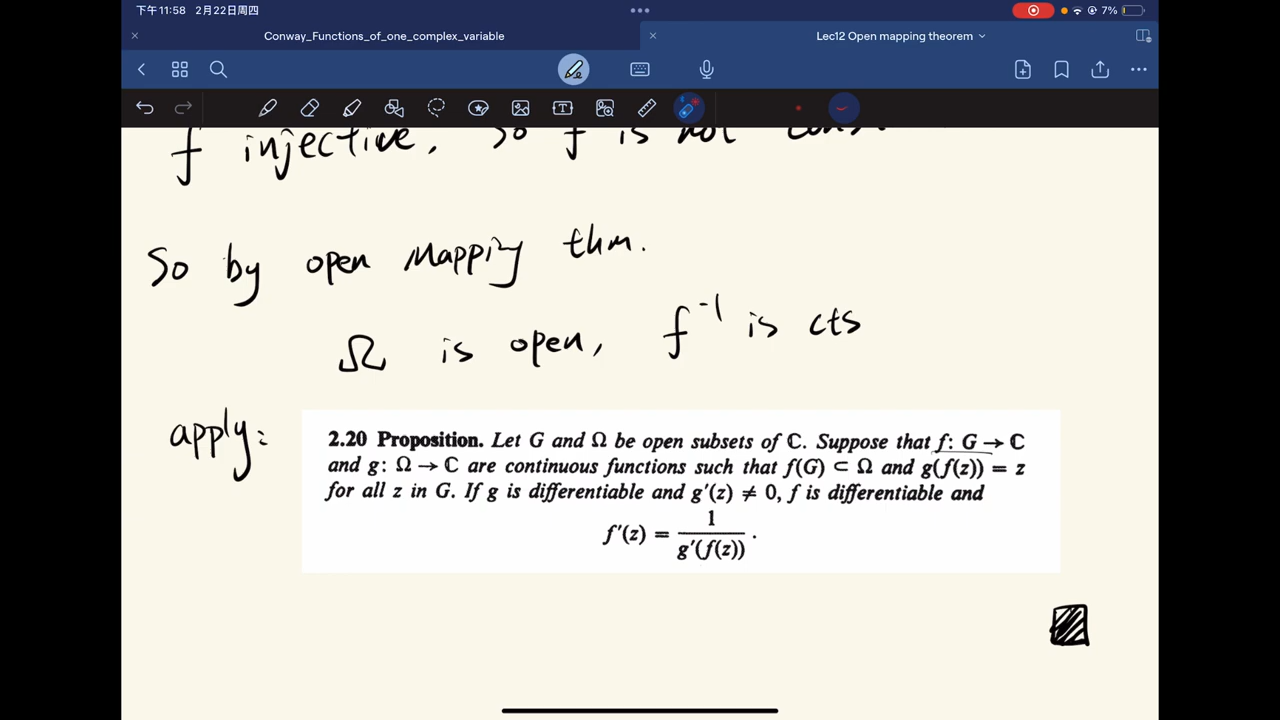 下午11:58 2月22日周四
7%
Conway_Functions_of_one_complex_variable
Lec12 Open mapping theorem
f injective, so f is not const.
So by open Mapping thm.
Ω is open, f⁻¹ is cts
apply:
2.20 Proposition. Let G and Ω be open subsets of ℂ. Suppose that f: G → ℂ
and g: Ω → ℂ are continuous functions such that f(G) ⊂ Ω and g(f(z)) = z
for all z in G. If g is differentiable and g′(z) ≠ 0, f is differentiable and
f′(z) = 1 / g′(f(z)) .